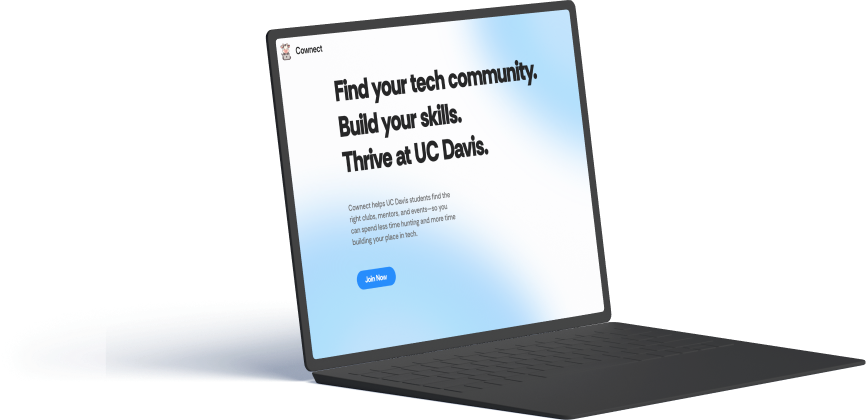 Cownect
Find your tech community.
Build your skills.
Thrive at UC Davis.
Cownect helps UC Davis students find the
right clubs, mentors, and events—so you
can spend less time hunting and more time
building your place in tech.
Join Now